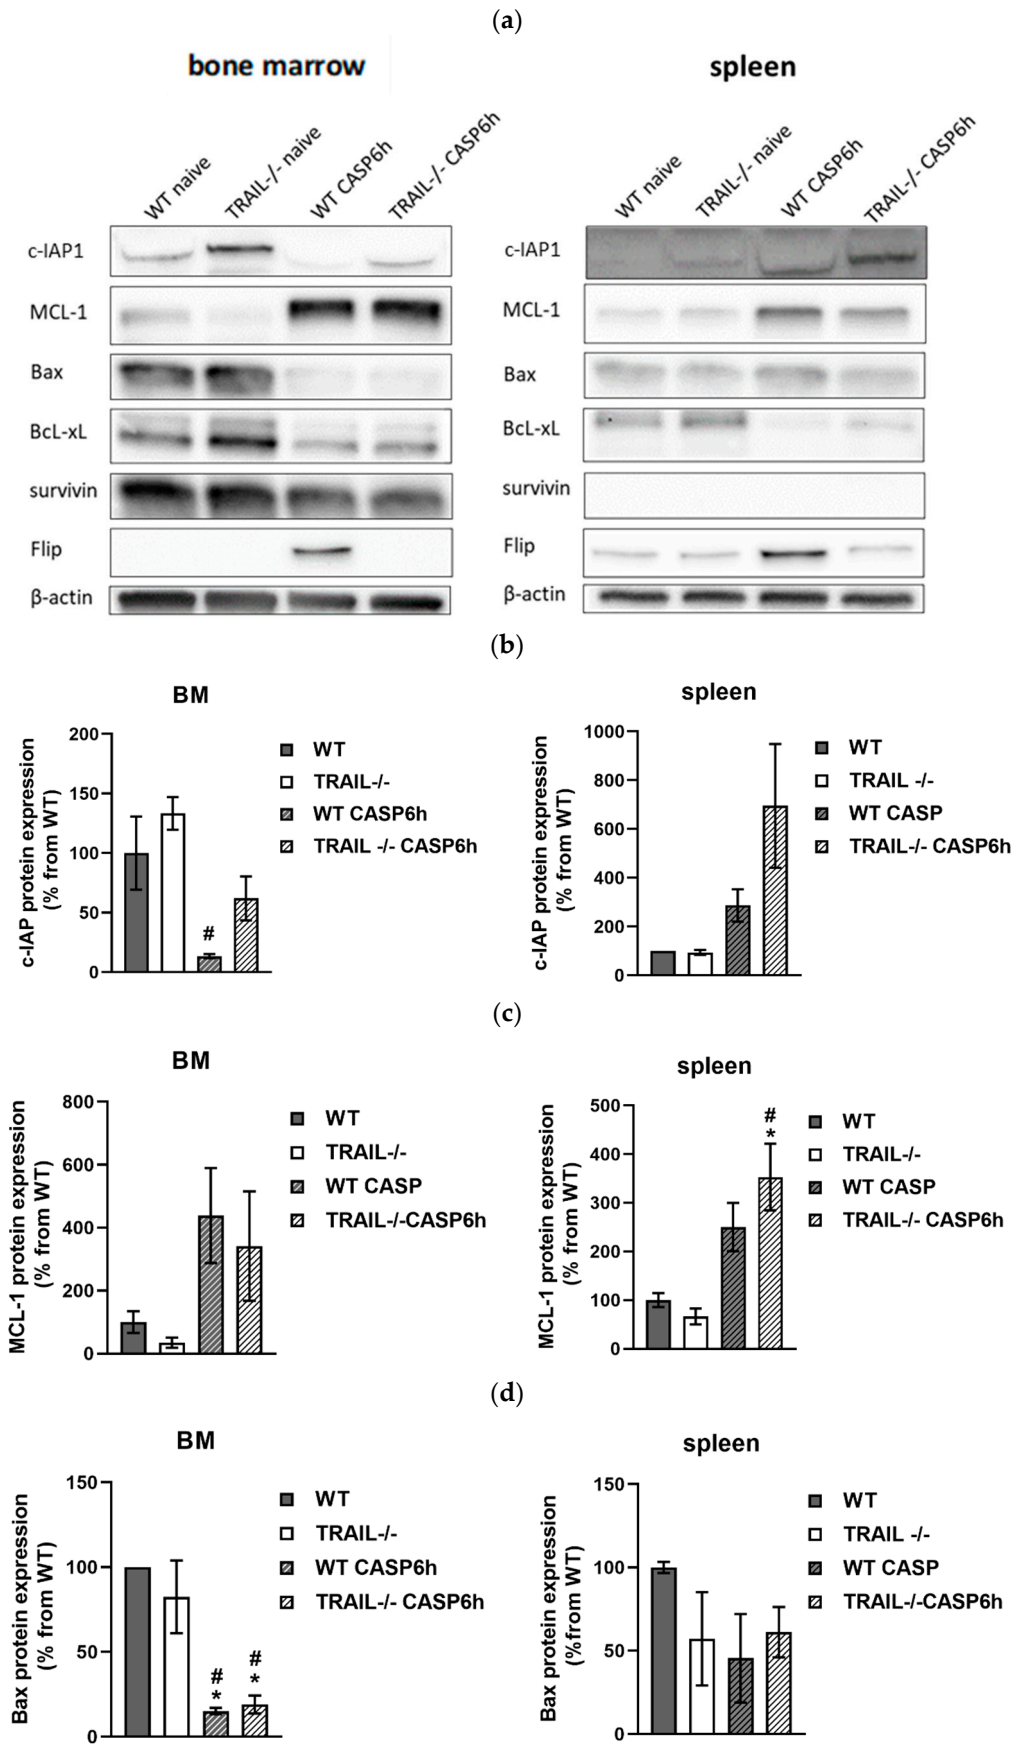 (a)
bone marrow
spleen
WT naive
TRAIL-/- naive
WT CASP6h
TRAIL-/- CASP6h
WT naive
TRAIL-/- naive
WT CASP6h
TRAIL-/- CASP6h
c-IAP1
MCL-1
Bax
BcL-xL
survivin
Flip
β-actin
c-IAP1
MCL-1
Bax
BcL-xL
survivin
Flip
β-actin
(b)
BM
c-IAP protein expression
(% from WT)
200
150
100
50
0
#
WT
TRAIL-/-
WT CASP6h
TRAIL -/- CASP6h
spleen
c-IAP protein expression
(% from WT)
1000
800
600
400
200
0
WT
TRAIL -/-
WT CASP
TRAIL-/- CASP6h
(c)
BM
MCL-1 protein expression
(% from WT)
800
600
400
200
0
WT
TRAIL-/-
WT CASP
TRAIL-/-CASP6h
spleen
MCL-1 protein expression
(% from WT)
500
400
300
200
100
0
#
*
WT
TRAIL-/-
WT CASP
TRAIL-/- CASP6h
(d)
BM
Bax protein expression
(% from WT)
150
100
50
0
#
*
#
*
WT
TRAIL-/-
WT CASP6h
TRAIL-/- CASP6h
spleen
Bax protein expression
(%from WT)
150
100
50
0
WT
TRAIL -/-
WT CASP
TRAIL-/-CASP6h